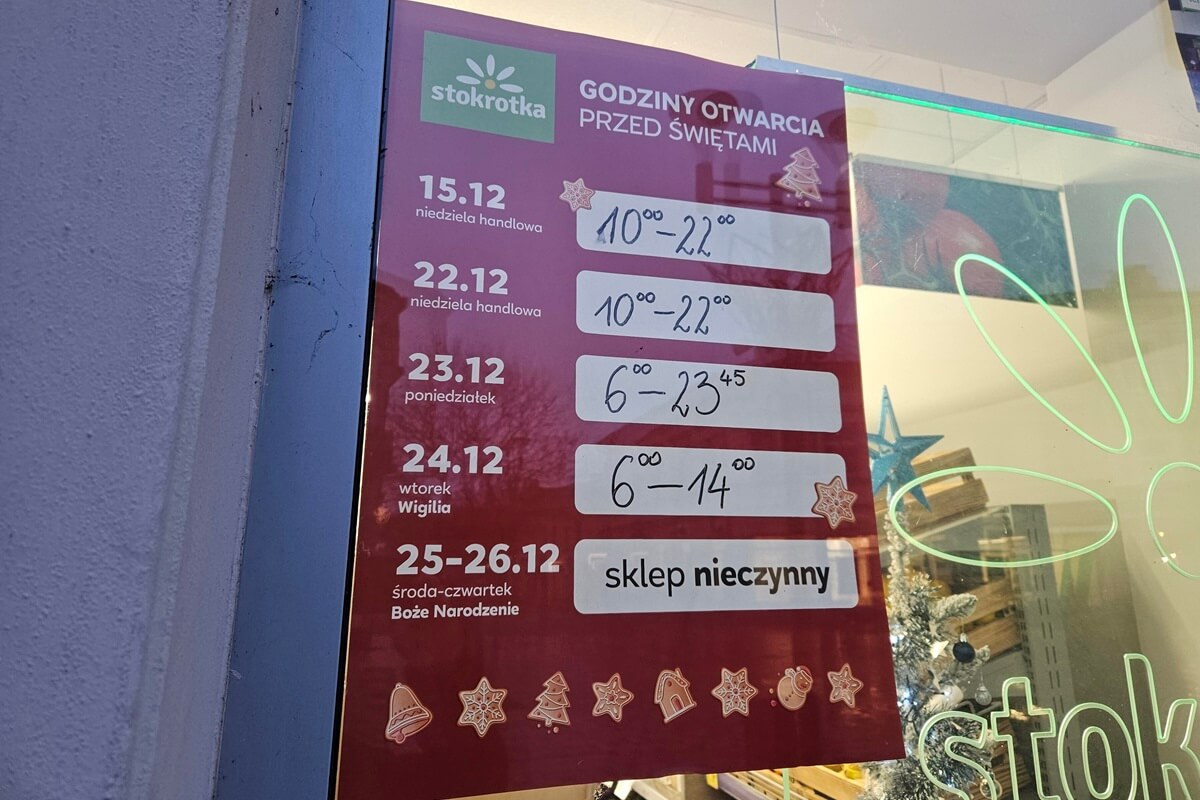 stokrotka
GODZINY OTWARCIA
PRZED ŚWIĘTAMI
15.12
niedziela handlowa
10⁰⁰-22⁰⁰
22.12
niedziela handlowa
10⁰⁰-22⁰⁰
23.12
poniedziałek
6⁰⁰-23⁴⁵
24.12
wtorek
Wigilia
6⁰⁰-14⁰⁰
25-26.12
środa-czwartek
Boże Narodzenie
sklep nieczynny
stok